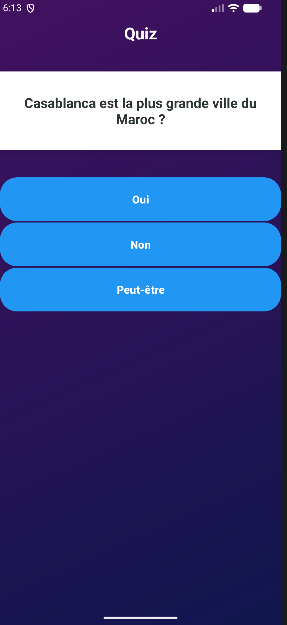 6:13
Quiz
Casablanca est la plus grande ville du
Maroc ?
Oui
Non
Peut-être